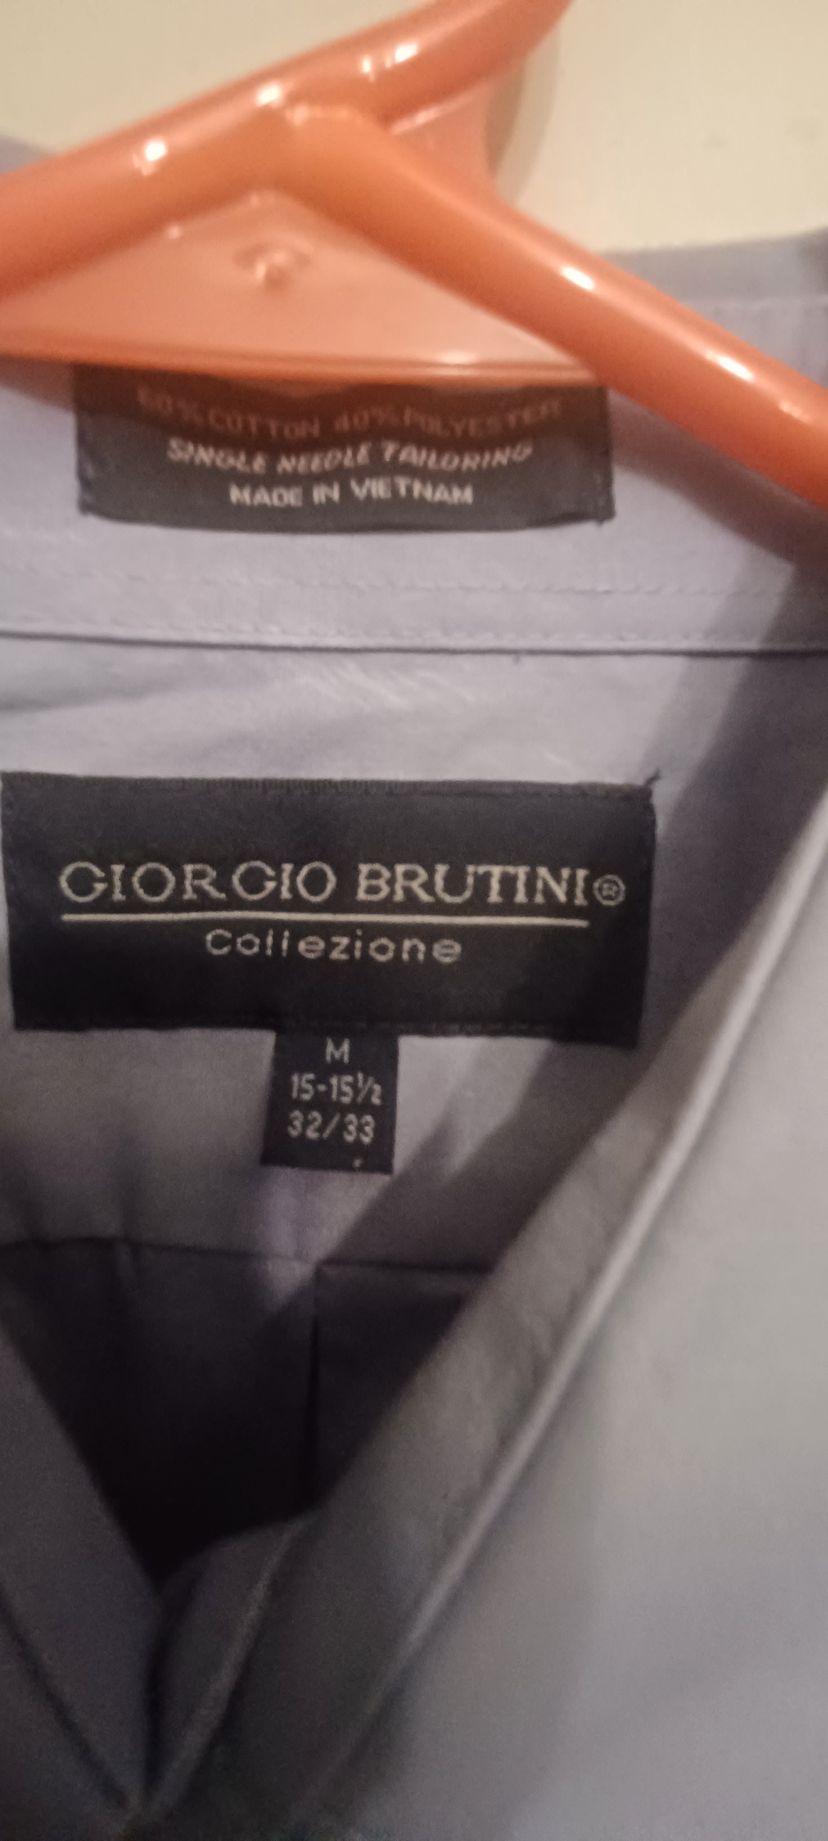 60% COTTON 40% POLYESTER
SINGLE NEEDLE TAILORING
MADE IN VIETNAM
GIORGIO BRUTINI®
Collezione
M
15-15½
32/33